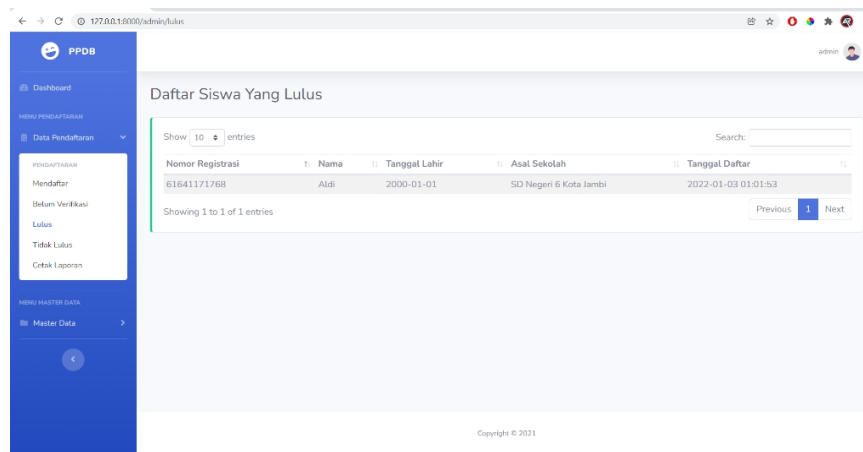 127.0.0.1:8000/admin/lulus
PPDB
admin
Dashboard
MENU PENDAFTARAN
Data Pendaftaran
PENDAFTARAN
Mendaftar
Belum Verifikasi
Lulus
Tidak Lulus
Cetak Laporan
MENU MASTER DATA
Master Data
Daftar Siswa Yang Lulus
Show 10 entries
Search:
Nomor Registrasi Nama Tanggal Lahir Asal Sekolah Tanggal Daftar
61641171768 Aldi 2000-01-01 SD Negeri 6 Kota Jambi 2022-01-03 01:01:53
Showing 1 to 1 of 1 entries
Previous 1 Next
Copyright © 2021